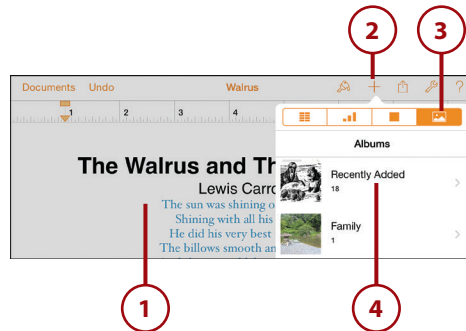 2
3
Documents Undo Walrus ?
1 2 3 4
Albums
The Walrus and Th
Lewis Carro
Recently Added
18
The sun was shining o
Shining with all his
He did his very best
The billows smooth an
Family
1
1
4